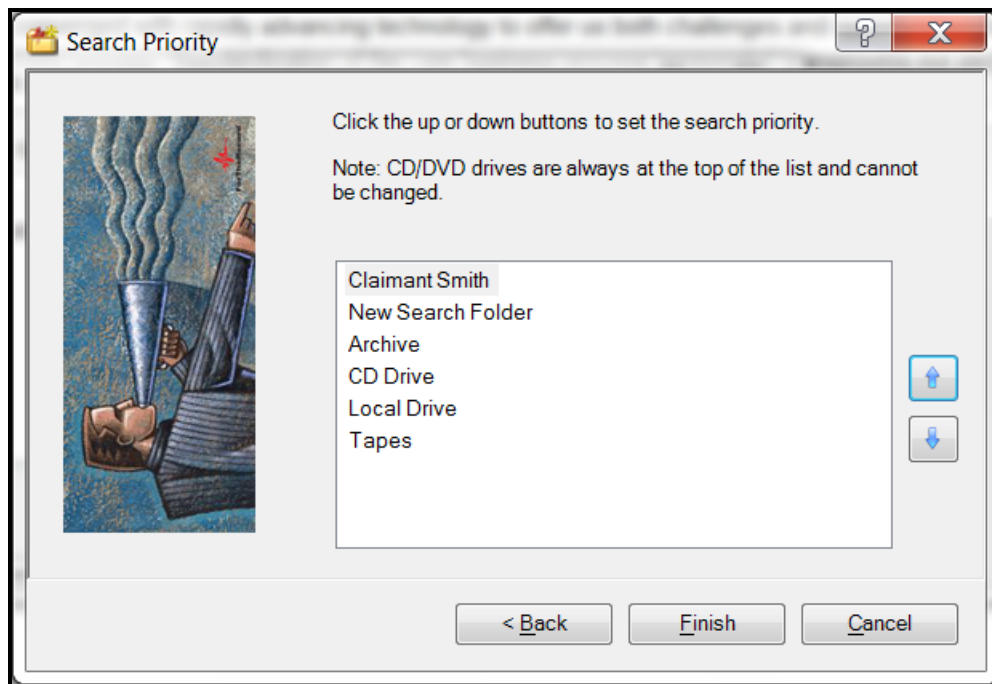 Search Priority
Click the up or down buttons to set the search priority.
Note: CD/DVD drives are always at the top of the list and cannot
be changed.
Claimant Smith
New Search Folder
Archive
CD Drive
Local Drive
Tapes
< Back
Finish
Cancel